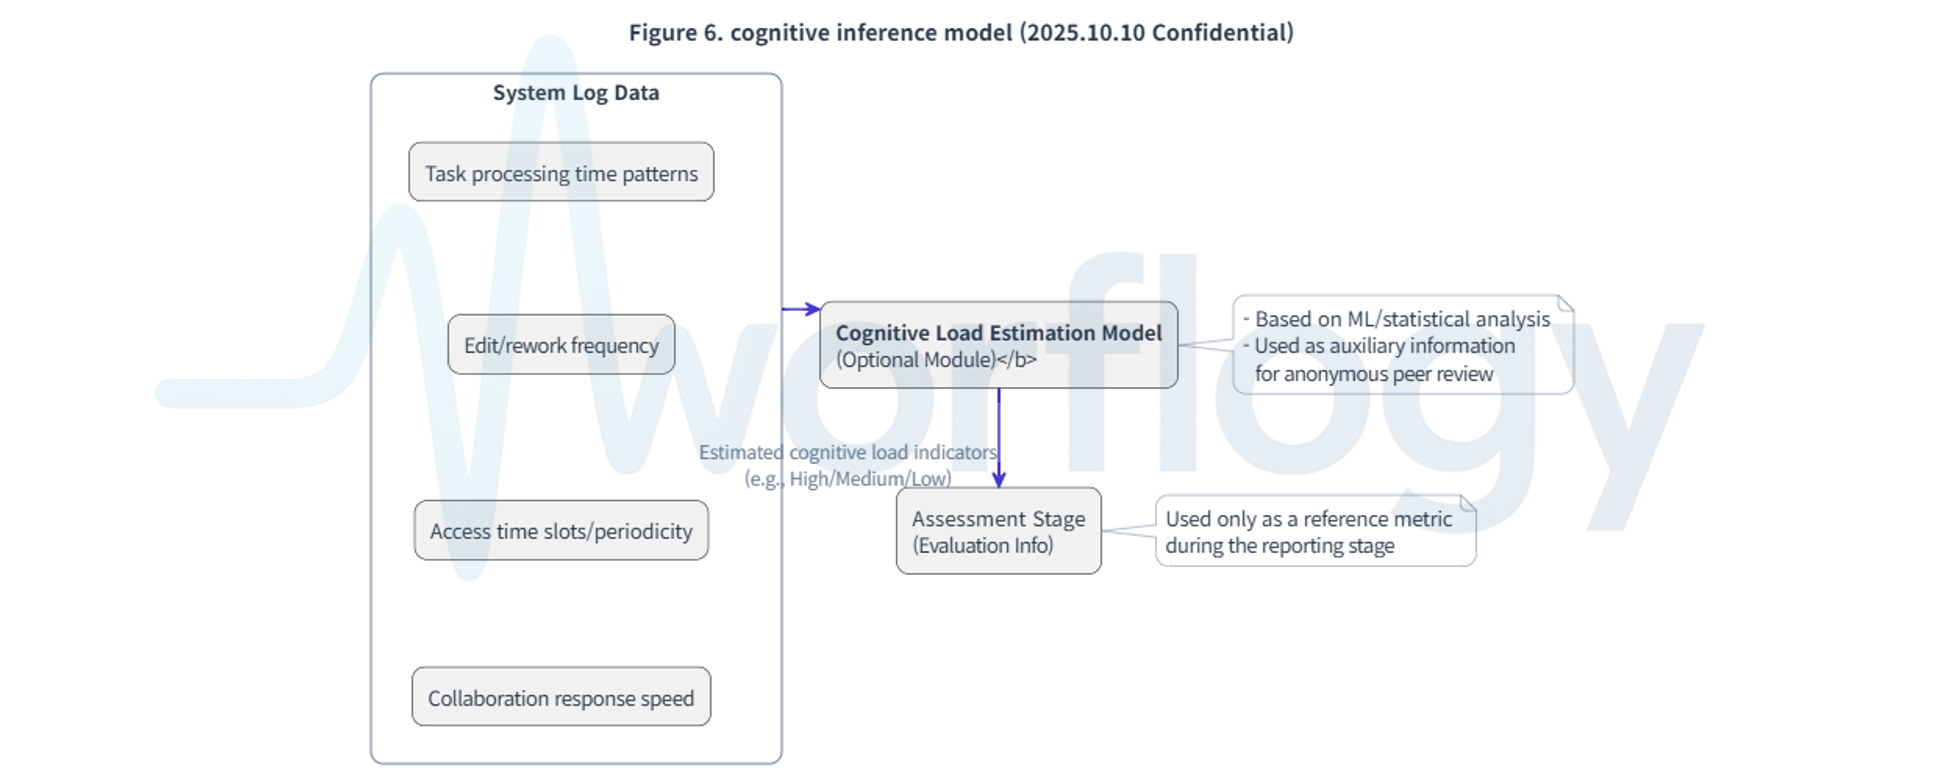 Figure 6. cognitive inference model (2025.10.10 Confidential)
System Log Data
Task processing time patterns
Edit/rework frequency
Access time slots/periodicity
Collaboration response speed
Cognitive Load Estimation Model
(Optional Module)</b>
- Based on ML/statistical analysis
- Used as auxiliary information
for anonymous peer review
Estimated cognitive load indicators
(e.g., High/Medium/Low)
Assessment Stage
(Evaluation Info)
Used only as a reference metric
during the reporting stage
worflogy